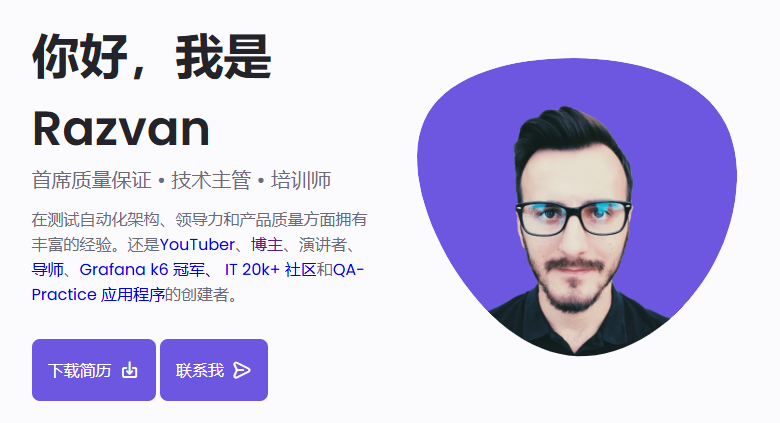 你好，我是
Razvan
首席质量保证 • 技术主管 • 培训师
在测试自动化架构、领导力和产品质量方面拥有
丰富的经验。还是YouTuber、博主、演讲者、
导师、Grafana k6 冠军、 IT 20k+ 社区和QA-
Practice 应用程序的创建者。
下载简历
联系我